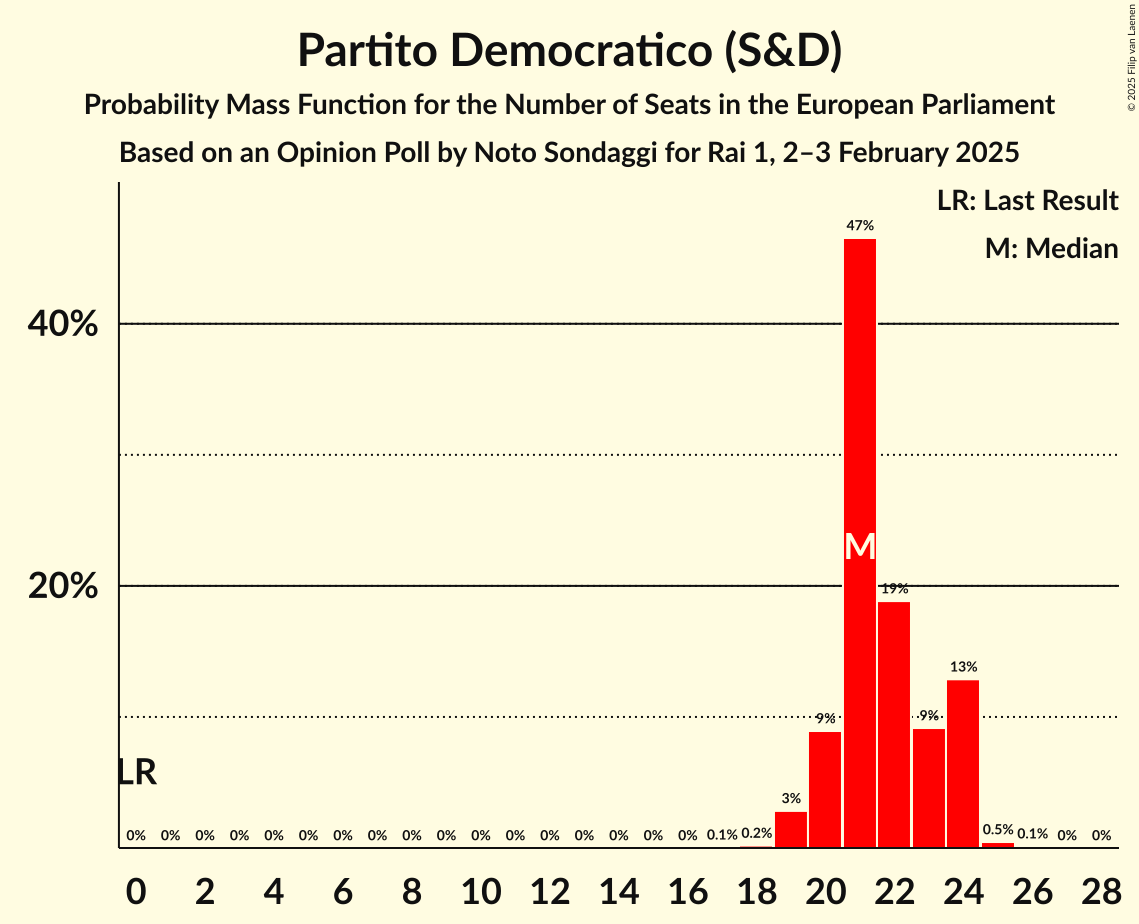 Partito Democratico (S&D)
Probability Mass Function for the Number of Seats in the European Parliament
Based on an Opinion Poll by Noto Sondaggi for Rai 1, 2–3 February 2025
© 2025 Filip van Laenen
LR: Last Result
M: Median
47%
40%
M
20%
19%
13%
9%
9%
LR
3%
0% 0% 0% 0% 0% 0% 0% 0% 0% 0% 0% 0% 0% 0% 0% 0% 0% 0.1% 0.2% 0.5% 0.1% 0% 0%
0 2 4 6 8 10 12 14 16 18 20 22 24 26 28